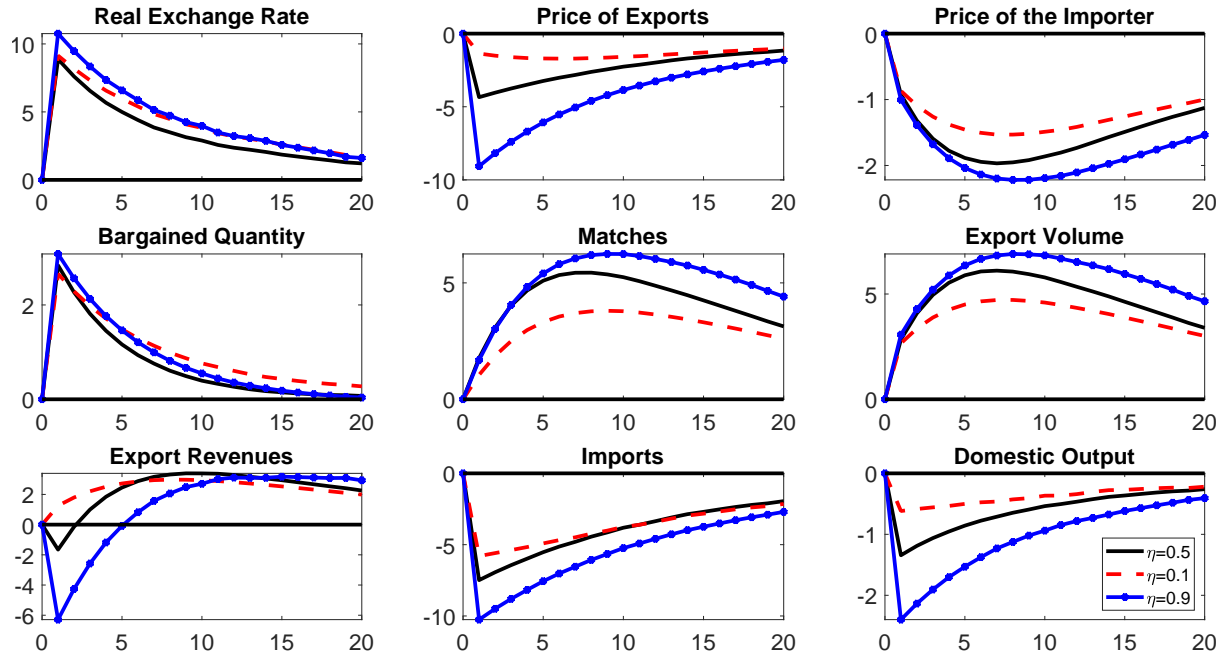 Real Exchange Rate
10
5
0
0 5 10 15 20
Price of Exports
0
-5
-10
0 5 10 15 20
Price of the Importer
0
-1
-2
0 5 10 15 20
Bargained Quantity
2
0
0 5 10 15 20
Matches
5
0
0 5 10 15 20
Export Volume
5
0
0 5 10 15 20
Export Revenues
2
0
-2
-4
-6
0 5 10 15 20
Imports
0
-5
-10
0 5 10 15 20
Domestic Output
0
-1
-2
0 5 10 15 20
η=0.5
η=0.1
η=0.9